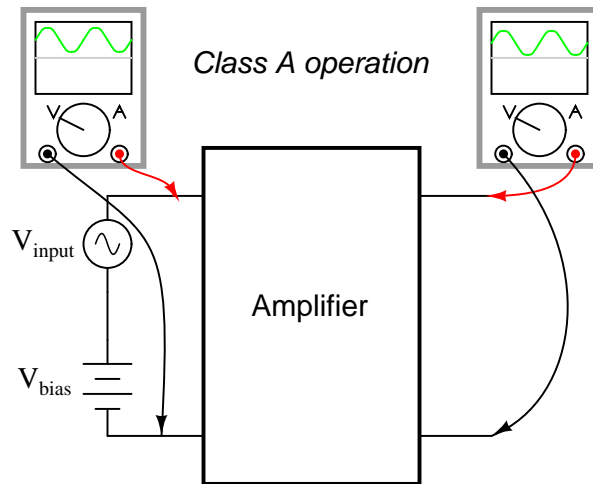 Class A operation
V A
V A
V_input
Amplifier
V_bias